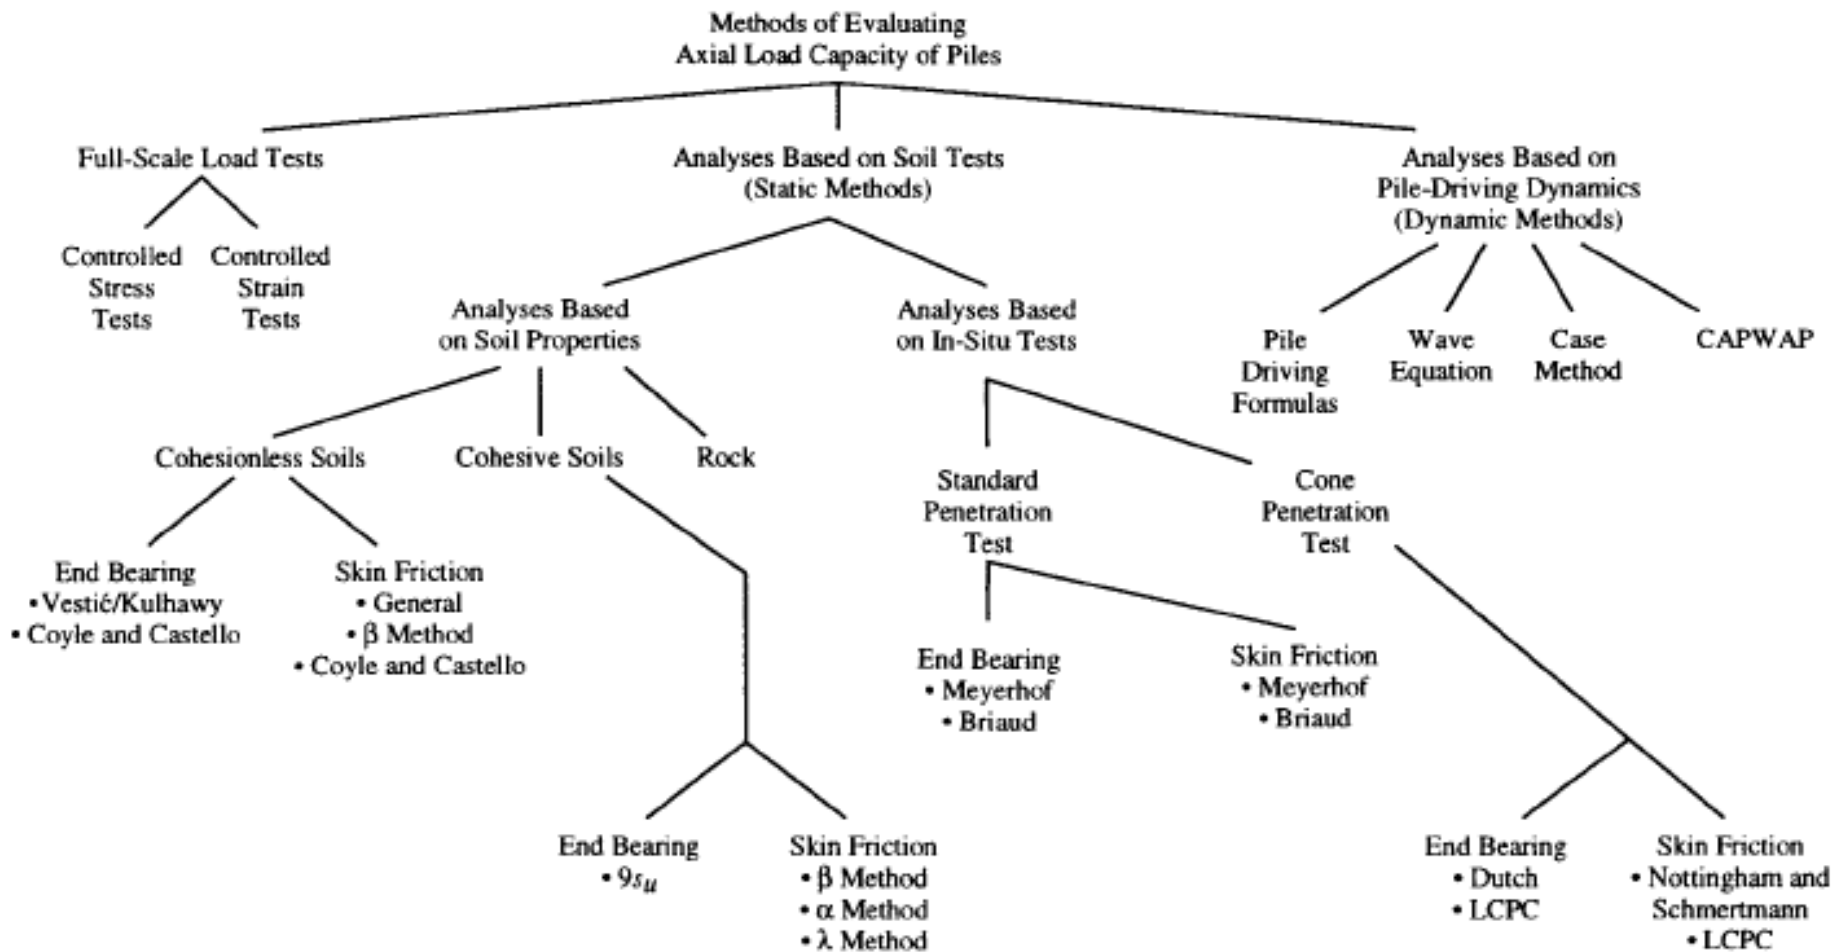 Methods of Evaluating
Axial Load Capacity of Piles
Full-Scale Load Tests
Controlled
Stress
Tests
Controlled
Strain
Tests
Analyses Based on Soil Tests
(Static Methods)
Analyses Based
on Soil Properties
Cohesionless Soils
End Bearing
• Vestić/Kulhawy
• Coyle and Castello
Skin Friction
• General
• β Method
• Coyle and Castello
Cohesive Soils
End Bearing
• 9su
Skin Friction
• β Method
• α Method
• λ Method
Rock
Analyses Based
on In-Situ Tests
Standard
Penetration
Test
End Bearing
• Meyerhof
• Briaud
Skin Friction
• Meyerhof
• Briaud
Cone
Penetration
Test
End Bearing
• Dutch
• LCPC
Skin Friction
• Nottingham and
Schmertmann
• LCPC
Analyses Based on
Pile-Driving Dynamics
(Dynamic Methods)
Pile
Driving
Formulas
Wave
Equation
Case
Method
CAPWAP